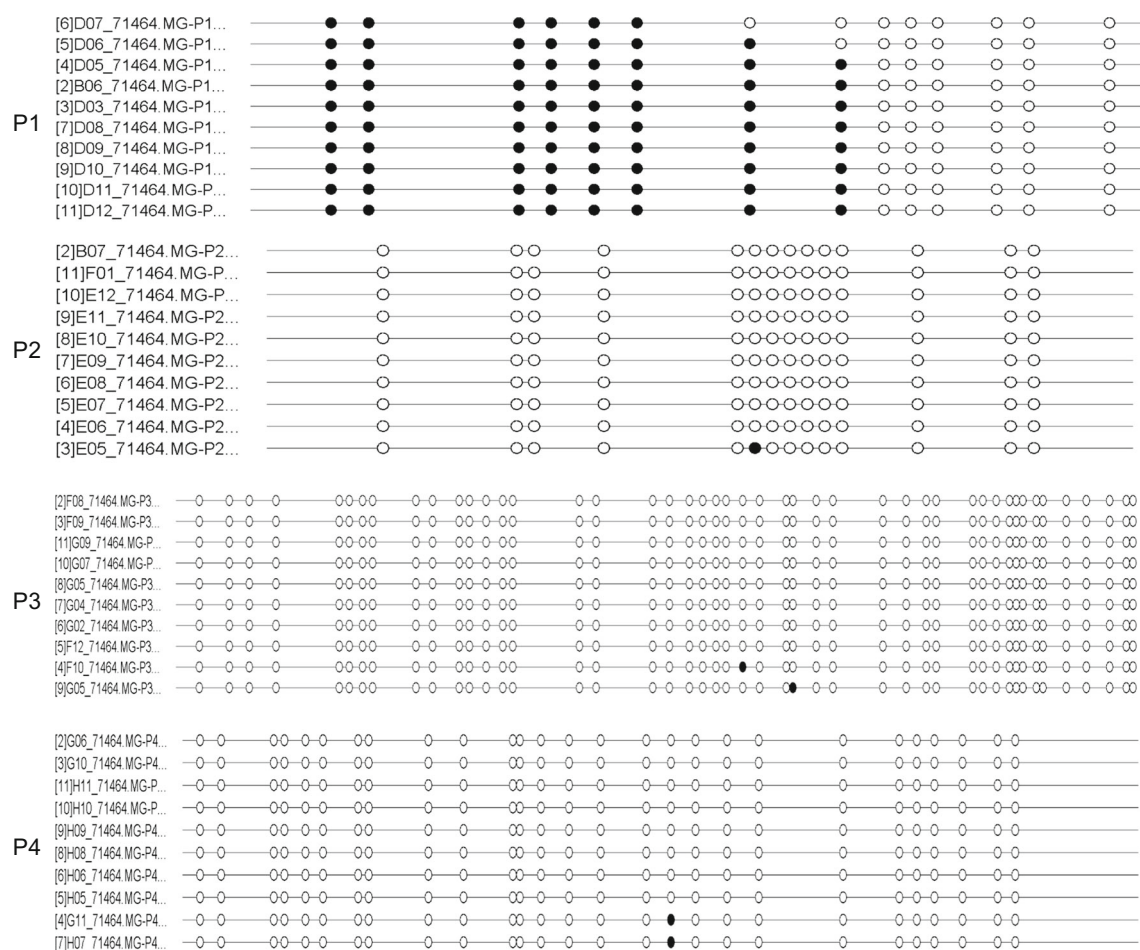 [6]D07_71464.MG-P1...
[5]D06_71464.MG-P1...
[4]D05_71464.MG-P1...
[2]B06_71464.MG-P1...
[3]D03_71464.MG-P1...
P1
[7]D08_71464.MG-P1...
[8]D09_71464.MG-P1...
[9]D10_71464.MG-P1...
[10]D11_71464.MG-P...
[11]D12_71464.MG-P...
[2]B07_71464.MG-P2...
[11]F01_71464.MG-P...
[10]E12_71464.MG-P...
[9]E11_71464.MG-P2...
[8]E10_71464.MG-P2...
P2
[7]E09_71464.MG-P2...
[6]E08_71464.MG-P2...
[5]E07_71464.MG-P2...
[4]E06_71464.MG-P2...
[3]E05_71464.MG-P2...
[2]F08_71464.MG-P3...
[3]F09_71464.MG-P3...
[11]G09_71464.MG-P...
[10]G07_71464.MG-P...
[8]G05_71464.MG-P3...
P3
[7]G04_71464.MG-P3...
[6]G02_71464.MG-P3...
[5]F12_71464.MG-P3...
[4]F10_71464.MG-P3...
[9]G05_71464.MG-P3...
[2]G06_71464.MG-P4...
[3]G10_71464.MG-P4...
[11]H11_71464.MG-P...
[10]H10_71464.MG-P...
[9]H09_71464.MG-P4...
P4
[8]H08_71464.MG-P4...
[6]H06_71464.MG-P4...
[5]H05_71464.MG-P4...
[4]G11_71464.MG-P4...
[7]H07_71464.MG-P4...